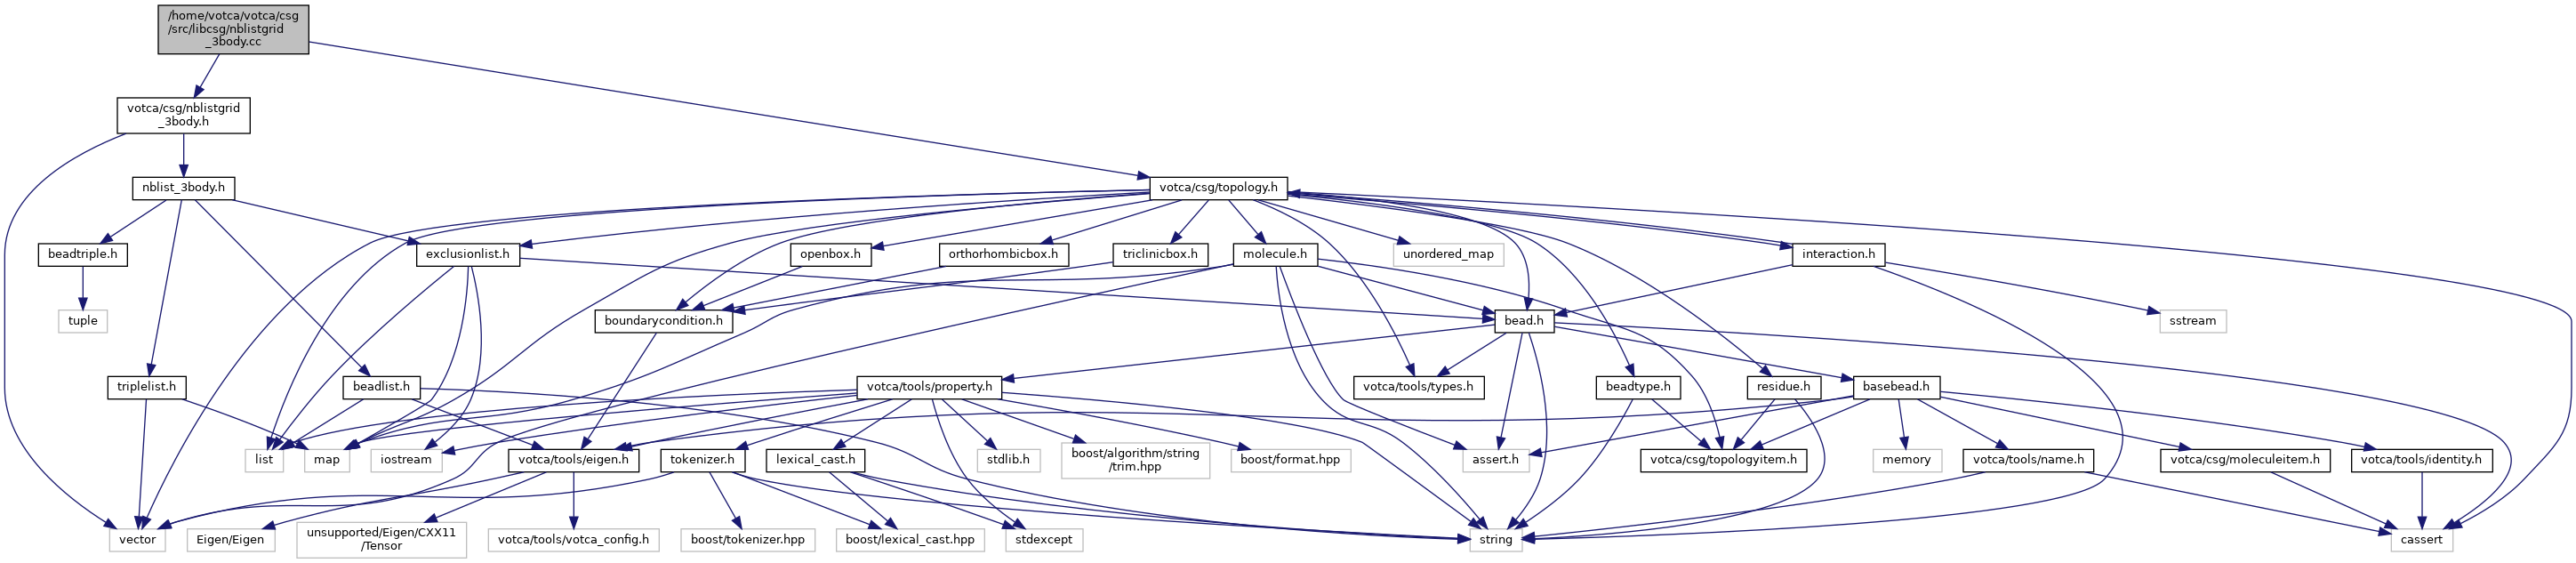 /home/votca/votca/csg
/src/libcsg/nblistgrid
_3body.cc
votca/csg/nblistgrid
_3body.h
nblist_3body.h
votca/csg/topology.h
beadtriple.h
exclusionlist.h
openbox.h
orthorhombicbox.h
triclinicbox.h
molecule.h
unordered_map
interaction.h
tuple
boundarycondition.h
bead.h
sstream
triplelist.h
beadlist.h
votca/tools/property.h
votca/tools/types.h
beadtype.h
residue.h
basebead.h
list
map
iostream
votca/tools/eigen.h
tokenizer.h
lexical_cast.h
stdlib.h
boost/algorithm/string
/trim.hpp
boost/format.hpp
assert.h
votca/csg/topologyitem.h
memory
votca/tools/name.h
votca/csg/moleculeitem.h
votca/tools/identity.h
vector
Eigen/Eigen
unsupported/Eigen/CXX11
/Tensor
votca/tools/votca_config.h
boost/tokenizer.hpp
boost/lexical_cast.hpp
stdexcept
string
cassert